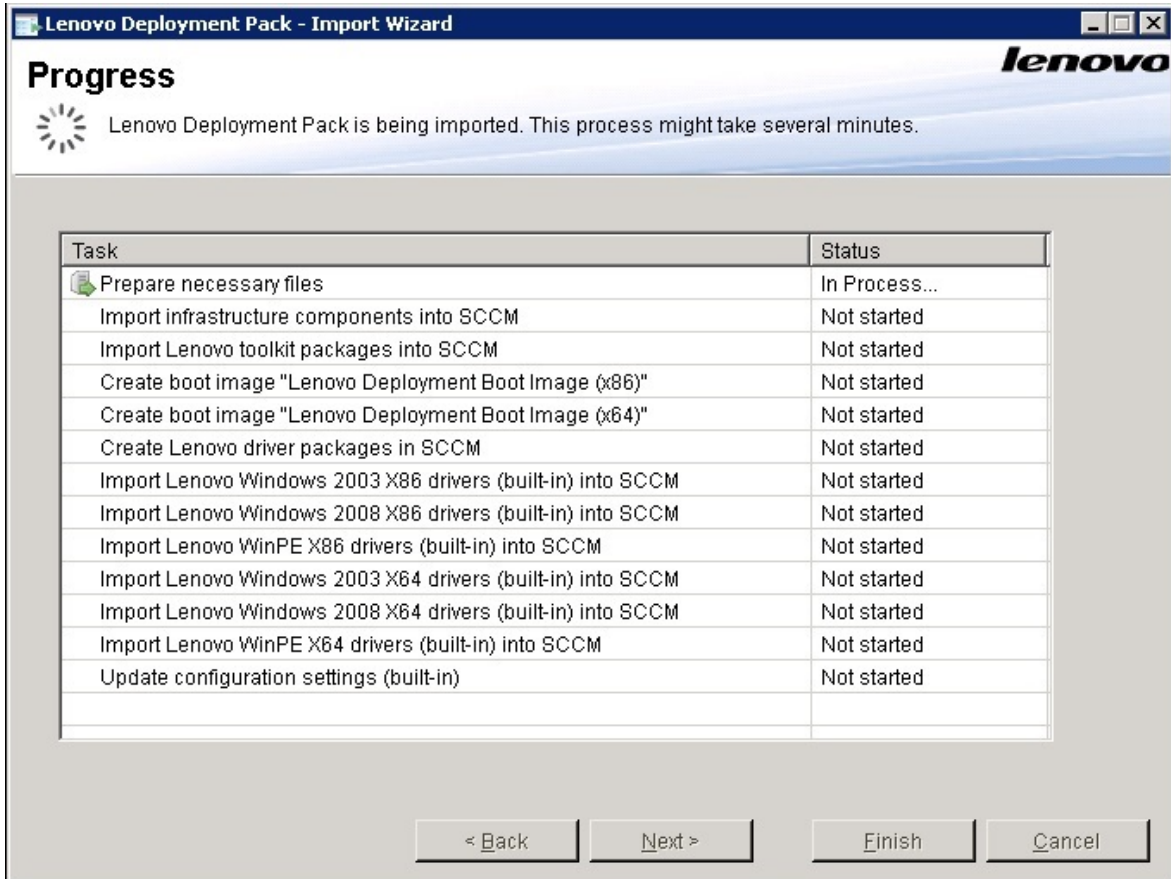 Lenovo Deployment Pack - Import Wizard
Progress
lenovo
Lenovo Deployment Pack is being imported. This process might take several minutes.
Task Status
Prepare necessary files In Process...
Import infrastructure components into SCCM Not started
Import Lenovo toolkit packages into SCCM Not started
Create boot image "Lenovo Deployment Boot Image (x86)" Not started
Create boot image "Lenovo Deployment Boot Image (x64)" Not started
Create Lenovo driver packages in SCCM Not started
Import Lenovo Windows 2003 X86 drivers (built-in) into SCCM Not started
Import Lenovo Windows 2008 X86 drivers (built-in) into SCCM Not started
Import Lenovo WinPE X86 drivers (built-in) into SCCM Not started
Import Lenovo Windows 2003 X64 drivers (built-in) into SCCM Not started
Import Lenovo Windows 2008 X64 drivers (built-in) into SCCM Not started
Import Lenovo WinPE X64 drivers (built-in) into SCCM Not started
Update configuration settings (built-in) Not started
< Back Next > Finish Cancel